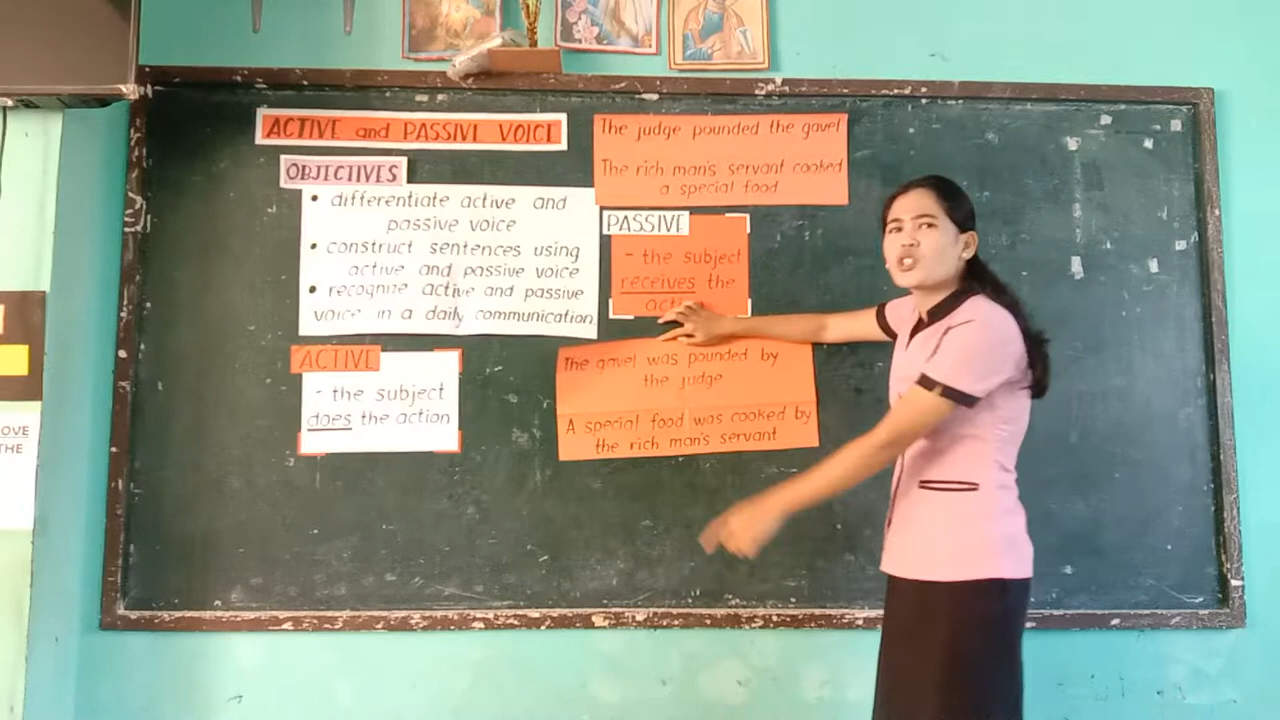 ACTIVE and PASSIVE VOICE
OBJECTIVES
• differentiate active and
passive voice
• construct sentences using
active and passive voice
• recognize active and passive
voice in a daily communication.
ACTIVE
- the subject
does the action
The judge pounded the gavel
The rich man's servant cooked
a special food
PASSIVE
- the subject
receives the
The gavel was pounded by
the judge
A special food was cooked by
the rich man's servant
OVE
THE